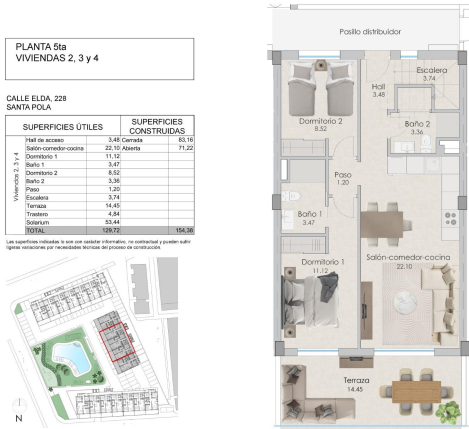 PLANTA 5ta
VIVIENDAS 2, 3 y 4
CALLE ELDA, 228
SANTA POLA
SUPERFICIES ÚTILES
SUPERFICIES CONSTRUIDAS
Viviendas 2, 3 y 4
Hall de acceso 3,48 Cerrada 83,16
Salón-comedor-cocina 22,10 Abierta 71,22
Dormitorio 1 11,12
Baño 1 3,47
Dormitorio 2 8,52
Baño 2 3,36
Paso 1,20
Escalera 3,74
Terraza 14,45
Trastero 4,84
Solarium 53,44
TOTAL 129,72 154,38
Las superficies indicadas lo son con carácter informativo, no contractual y pueden sufrir
ligeras variaciones por necesidades técnicas del proceso de construcción.
N
Pasillo distribuidor
Escalera
3.74
Hall
3.48
Dormitorio 2
8.52
Baño 2
3.36
Paso
1.20
Baño 1
3.47
Dormitorio 1
11.12
Salón-comedor-cocina
22.10
Terraza
14.45